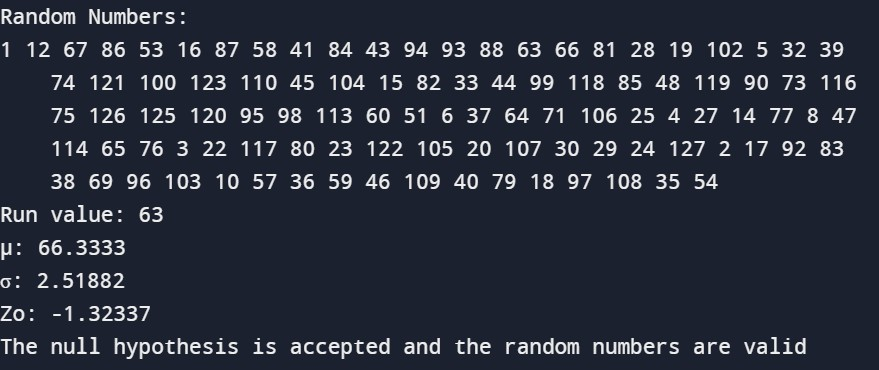 Random Numbers:
1 12 67 86 53 16 87 58 41 84 43 94 93 88 63 66 81 28 19 102 5 32 39
74 121 100 123 110 45 104 15 82 33 44 99 118 85 48 119 90 73 116
75 126 125 120 95 98 113 60 51 6 37 64 71 106 25 4 27 14 77 8 47
114 65 76 3 22 117 80 23 122 105 20 107 30 29 24 127 2 17 92 83
38 69 96 103 10 57 36 59 46 109 40 79 18 97 108 35 54
Run value: 63
μ: 66.3333
σ: 2.51882
Zo: -1.32337
The null hypothesis is accepted and the random numbers are valid